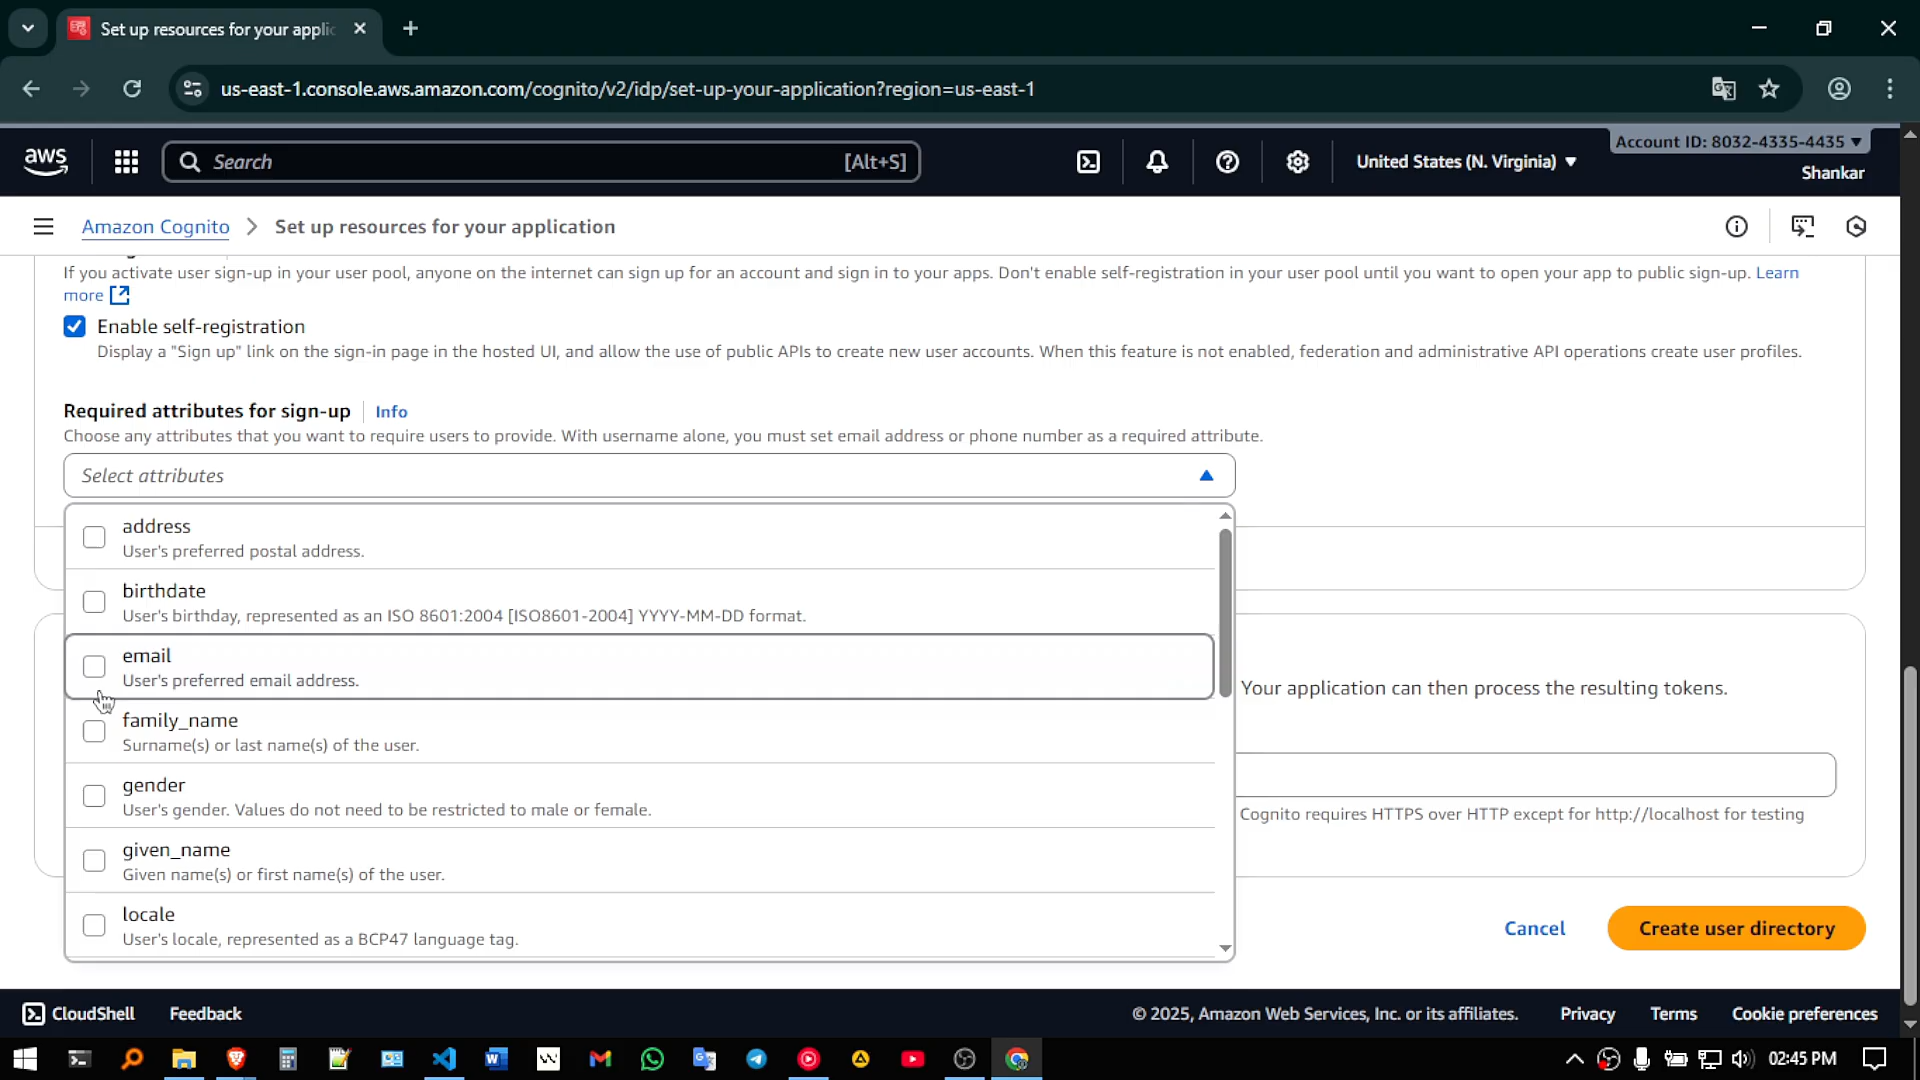 Set up resources for your appli
us-east-1.console.aws.amazon.com/cognito/v2/idp/set-up-your-application?region=us-east-1
aws
Search
[Alt+S]
United States (N. Virginia)
Account ID: 8032-4335-4435
Shankar
Amazon Cognito
Set up resources for your application
If you activate user sign-up in your user pool, anyone on the internet can sign up for an account and sign in to your apps. Don't enable self-registration in your user pool until you want to open your app to public sign-up. Learn
more
Enable self-registration
Display a "Sign up" link on the sign-in page in the hosted UI, and allow the use of public APIs to create new user accounts. When this feature is not enabled, federation and administrative API operations create user profiles.
Required attributes for sign-up
Info
Choose any attributes that you want to require users to provide. With username alone, you must set email address or phone number as a required attribute.
Select attributes
address
User's preferred postal address.
birthdate
User's birthday, represented as an ISO 8601:2004 [ISO8601-2004] YYYY-MM-DD format.
email
User's preferred email address.
Your application can then process the resulting tokens.
family_name
Surname(s) or last name(s) of the user.
gender
User's gender. Values do not need to be restricted to male or female.
Cognito requires HTTPS over HTTP except for http://localhost for testing
given_name
Given name(s) or first name(s) of the user.
locale
User's locale, represented as a BCP47 language tag.
Cancel
Create user directory
CloudShell
Feedback
© 2025, Amazon Web Services, Inc. or its affiliates.
Privacy
Terms
Cookie preferences
02:45 PM